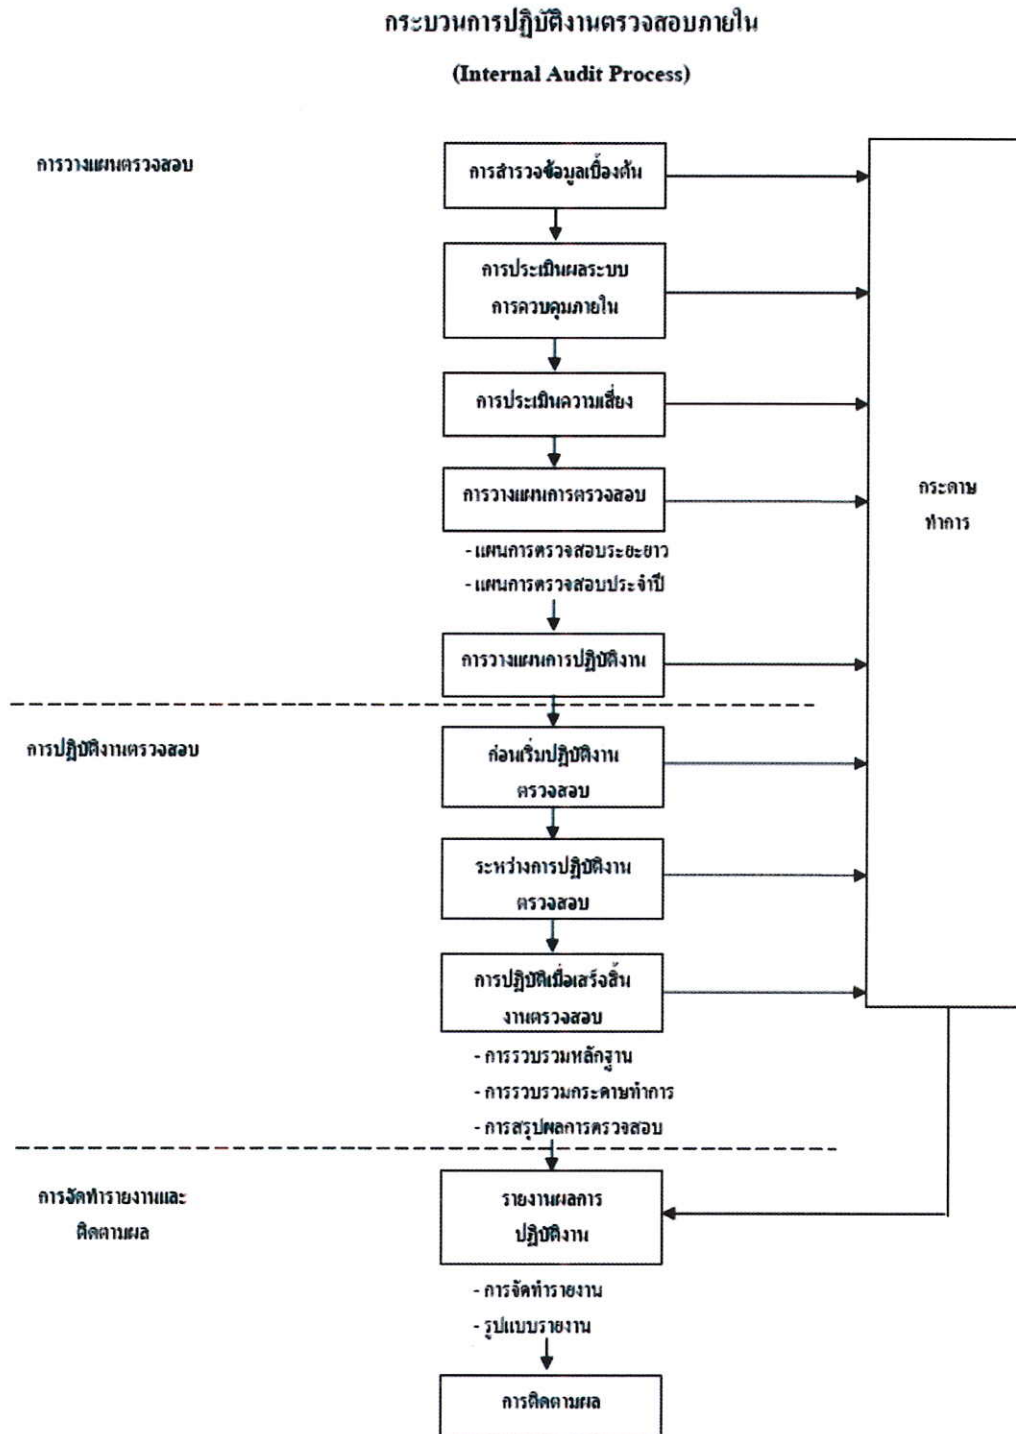 กระบวนการปฏิบัติงานตรวจสอบภายใน
(Internal Audit Process)
การวางแผนตรวจสอบ
การสำรวจข้อมูลเบื้องต้น
การประเมินผลระบบ
การควบคุมภายใน
การประเมินความเสี่ยง
การวางแผนการตรวจสอบ
- แผนการตรวจสอบระยะยาว
- แผนการตรวจสอบประจำปี
กระดาษ
ทำการ
การวางแผนการปฏิบัติงาน
การปฏิบัติงานตรวจสอบ
ก่อนเริ่มปฏิบัติงาน
ตรวจสอบ
ระหว่างการปฏิบัติงาน
ตรวจสอบ
การปฏิบัติเมื่อเสร็จสิ้น
งานตรวจสอบ
- การรวบรวมหลักฐาน
- การรวบรวมกระดาษทำการ
- การสรุปผลการตรวจสอบ
การจัดทำรายงานและ
ติดตามผล
รายงานผลการ
ปฏิบัติงาน
- การจัดทำรายงาน
- รูปแบบรายงาน
การติดตามผล